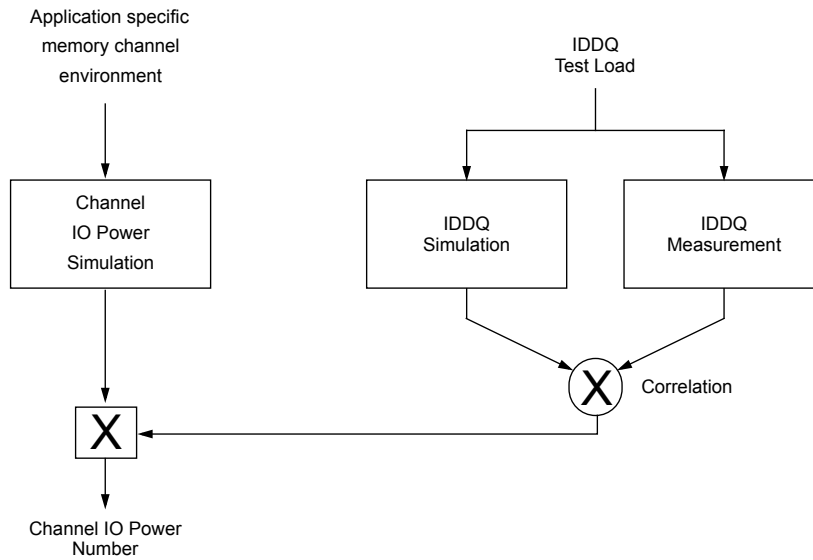 Application specific
memory channel
environment
IDDQ
Test Load
Channel
IO Power
Simulation
IDDQ
Simulation
IDDQ
Measurement
X
Correlation
X
Channel IO Power
Number